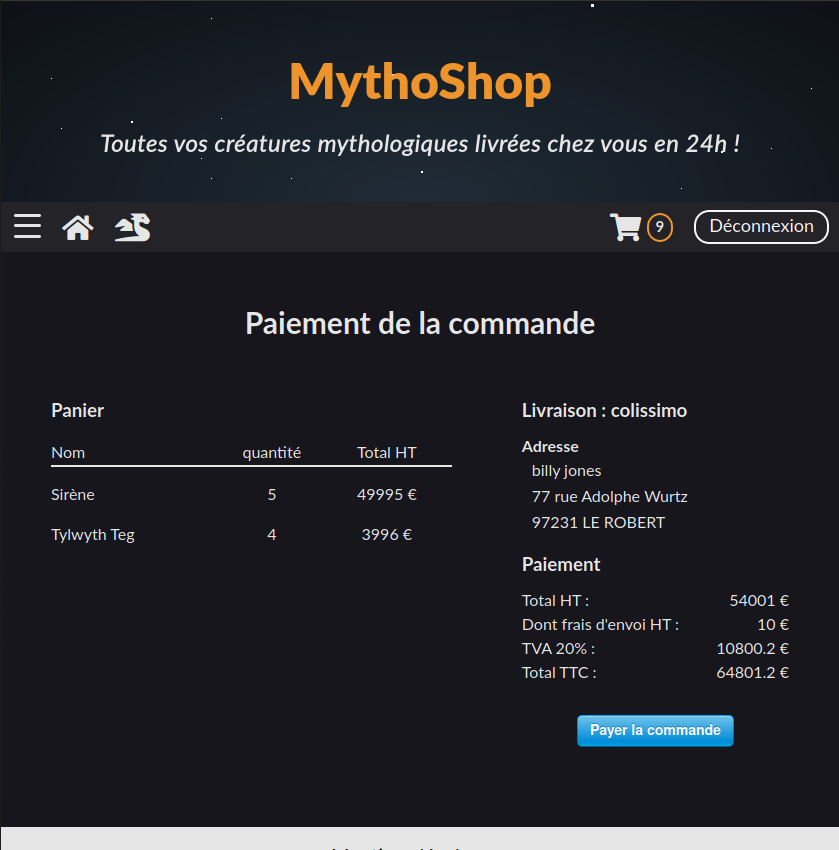 MythoShop
Toutes vos créatures mythologiques livrées chez vous en 24h !
9 Déconnexion
Paiement de la commande
Panier
Nom quantité Total HT
Sirène 5 49995 €
Tylwyth Teg 4 3996 €
Livraison : colissimo
Adresse
billy jones
77 rue Adolphe Wurtz
97231 LE ROBERT
Paiement
Total HT : 54001 €
Dont frais d'envoi HT : 10 €
TVA 20% : 10800.2 €
Total TTC : 64801.2 €
Payer la commande